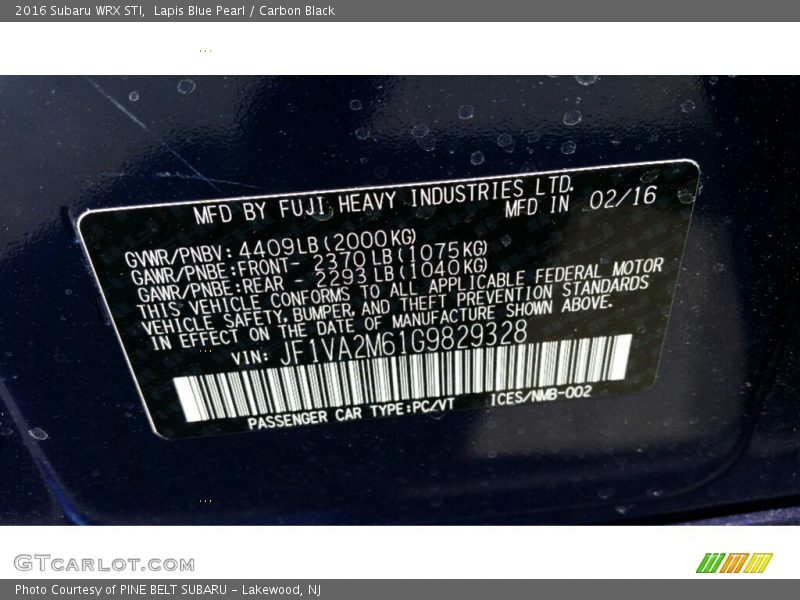 2016 Subaru WRX STI,  Lapis Blue Pearl / Carbon Black
...
MFD BY FUJI HEAVY INDUSTRIES LTD.
MFD IN 02/16
GVWR/PNBV: 4409LB(2000KG)
GAWR/PNBE:FRONT- 2370 LB(1075KG)
GAWR/PNBE:REAR - 2293 LB(1040KG)
THIS VEHICLE CONFORMS TO ALL APPLICABLE FEDERAL MOTOR
VEHICLE SAFETY, BUMPER, AND THEFT PREVENTION STANDARDS
IN EFFECT ON THE DATE OF MANUFACTURE SHOWN ABOVE.
...
VIN: JF1VA2M61G9829328
PASSENGER CAR TYPE:PC/VT ICES/NMB-002
...
GTCARLOT.COM
Photo Courtesy of PINE BELT SUBARU - Lakewood, NJ